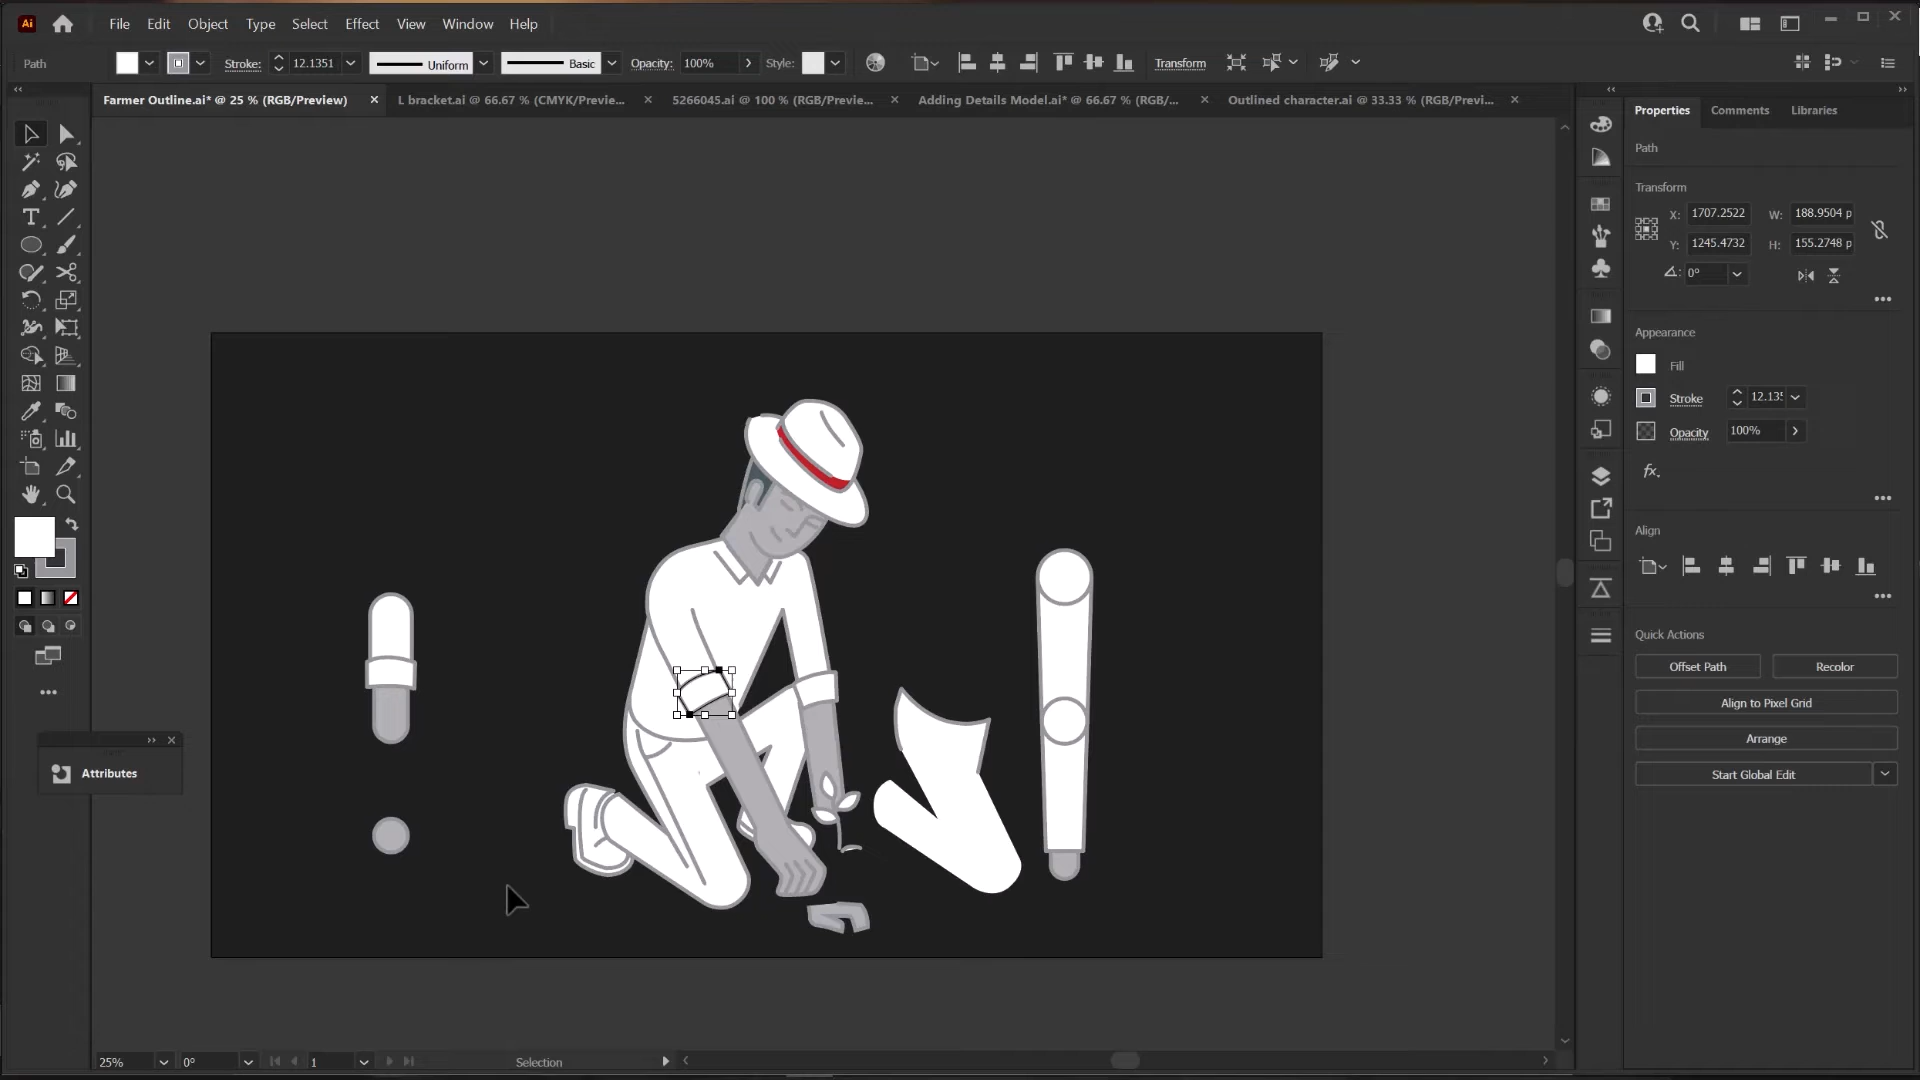 Ai File Edit Object Type Select Effect View Window Help
Path Stroke: 12.1351 Uniform Basic Opacity: 100% Style: Transform
Farmer Outline.ai* @ 25 % (RGB/Preview) L bracket.ai @ 66.67 % (CMYK/Previe... 5266045.ai @ 100 % (RGB/Previe... Adding Details Model.ai* @ 66.67 % (RGB/... Outlined character.ai @ 33.33 % (RGB/Previ...
Properties Comments Libraries
Path
Transform
X: 1707.2522 W: 188.9504 p
Y: 1245.4732 H: 155.2748 p
0°
Appearance
Fill
Stroke 12.135
Opacity 100%
fx.
Align
Quick Actions
Offset Path Recolor
Align to Pixel Grid
Arrange
Start Global Edit
Attributes
25% 0° 1 Selection